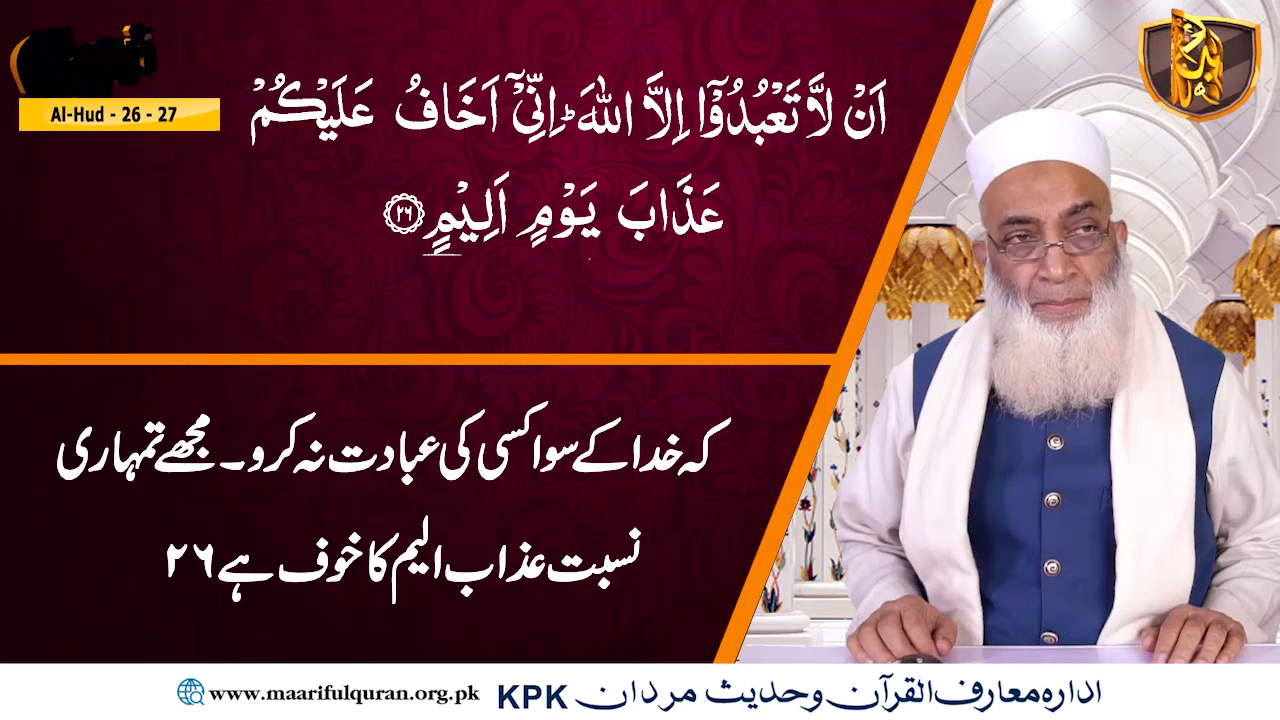 Al-Hud - 26 - 27
اَنْ لَّا تَعْبُدُوْۤا اِلَّا اللّٰهَ ؕ اِنِّیْۤ اَخَافُ عَلَیْكُمْ
عَذَابَ یَوْمٍ اَلِیْمٍ ۝۲۶
کہ خدا کے سوا کسی کی عبادت نہ کرو۔ مجھے تمہاری
نسبت عذاب الیم کا خوف ہے ۲۶
ادارہ معارف القرآن وحدیث مردان KPK www.maarifulquran.org.pk